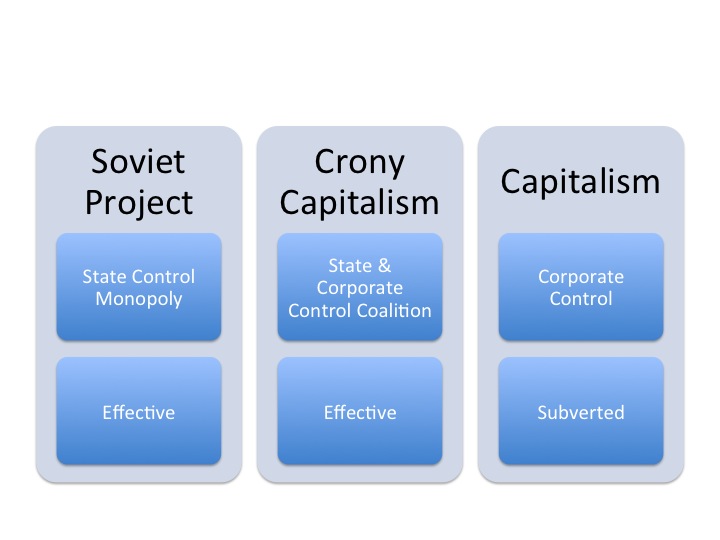 Soviet
Project
State Control
Monopoly
Effective
Crony
Capitalism
State &
Corporate
Control Coalition
Effective
Capitalism
Corporate
Control
Subverted